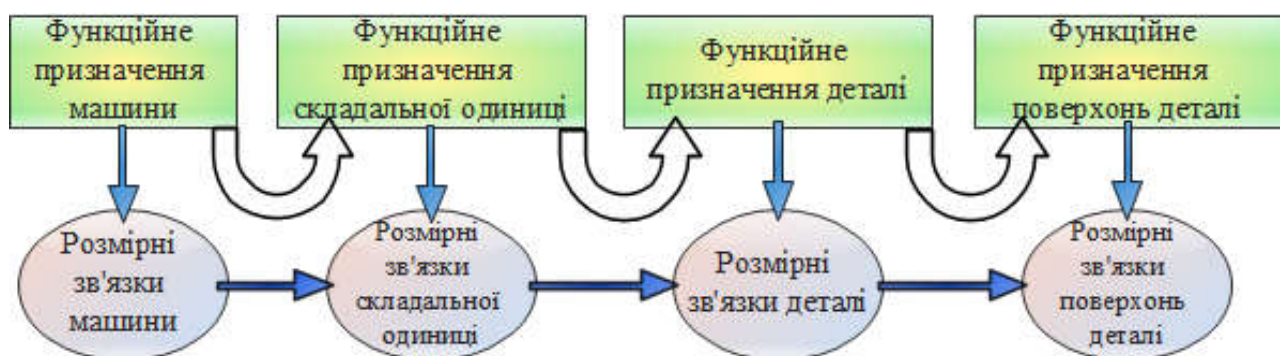 Функційне
призначення
машини
Функційне
призначення
складальної одиниці
Функційне
призначення деталі
Функційне
призначення
поверхонь деталі
Розмірні
зв'язки
машини
Розмірні
зв'язки
складальної
одиниці
Розмірні
зв'язки деталі
Розмірні
зв'язки
поверхонь
деталі